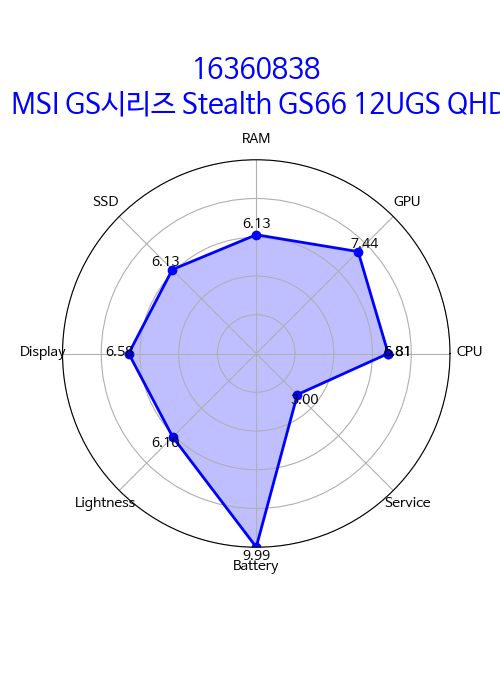 16360838
MSI GS시리즈 Stealth GS66 12UGS QHD
RAM
SSD
GPU
6.13
7.44
6.13
Display
6.58
6.81
CPU
3.00
6.10
Lightness
Service
9.99
Battery